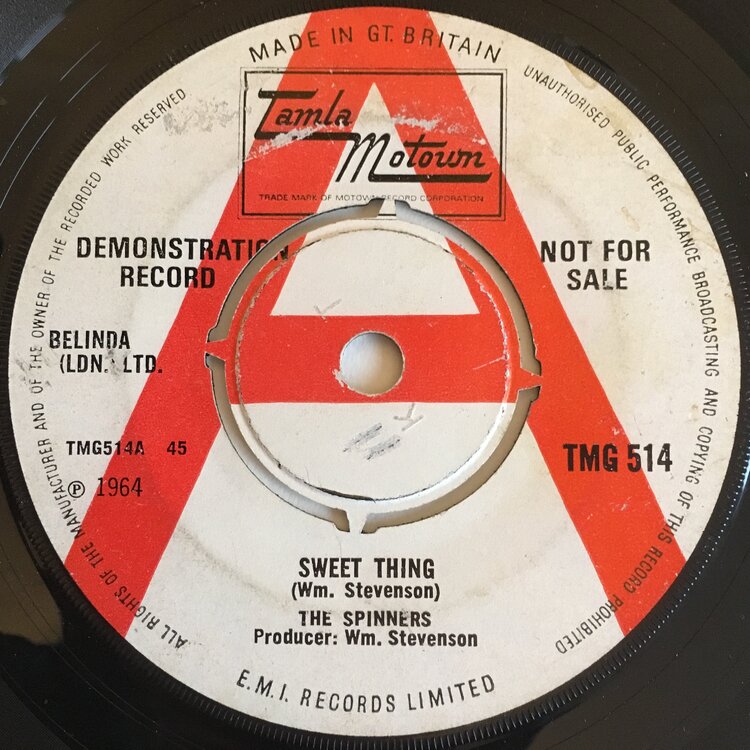 MADE IN GT. BRITAIN
UNAUTHORISED PUBLIC PERFORMANCE BROADCASTING AND COPYING OF THIS RECORD PROHIBITED
ALL RIGHTS OF THE MANUFACTURER AND OF THE OWNER OF THE RECORDED WORK RESERVED
A
Tamla
Motown
TRADE MARK OF MOTOWN RECORD CORPORATION
DEMONSTRATION
RECORD
NOT FOR
SALE
BELINDA
(LDN.) LTD.
TMG514A 45
℗ 1964
TMG 514
SWEET THING
(Wm. Stevenson)
THE SPINNERS
Producer: Wm. Stevenson
E.M.I. RECORDS LIMITED